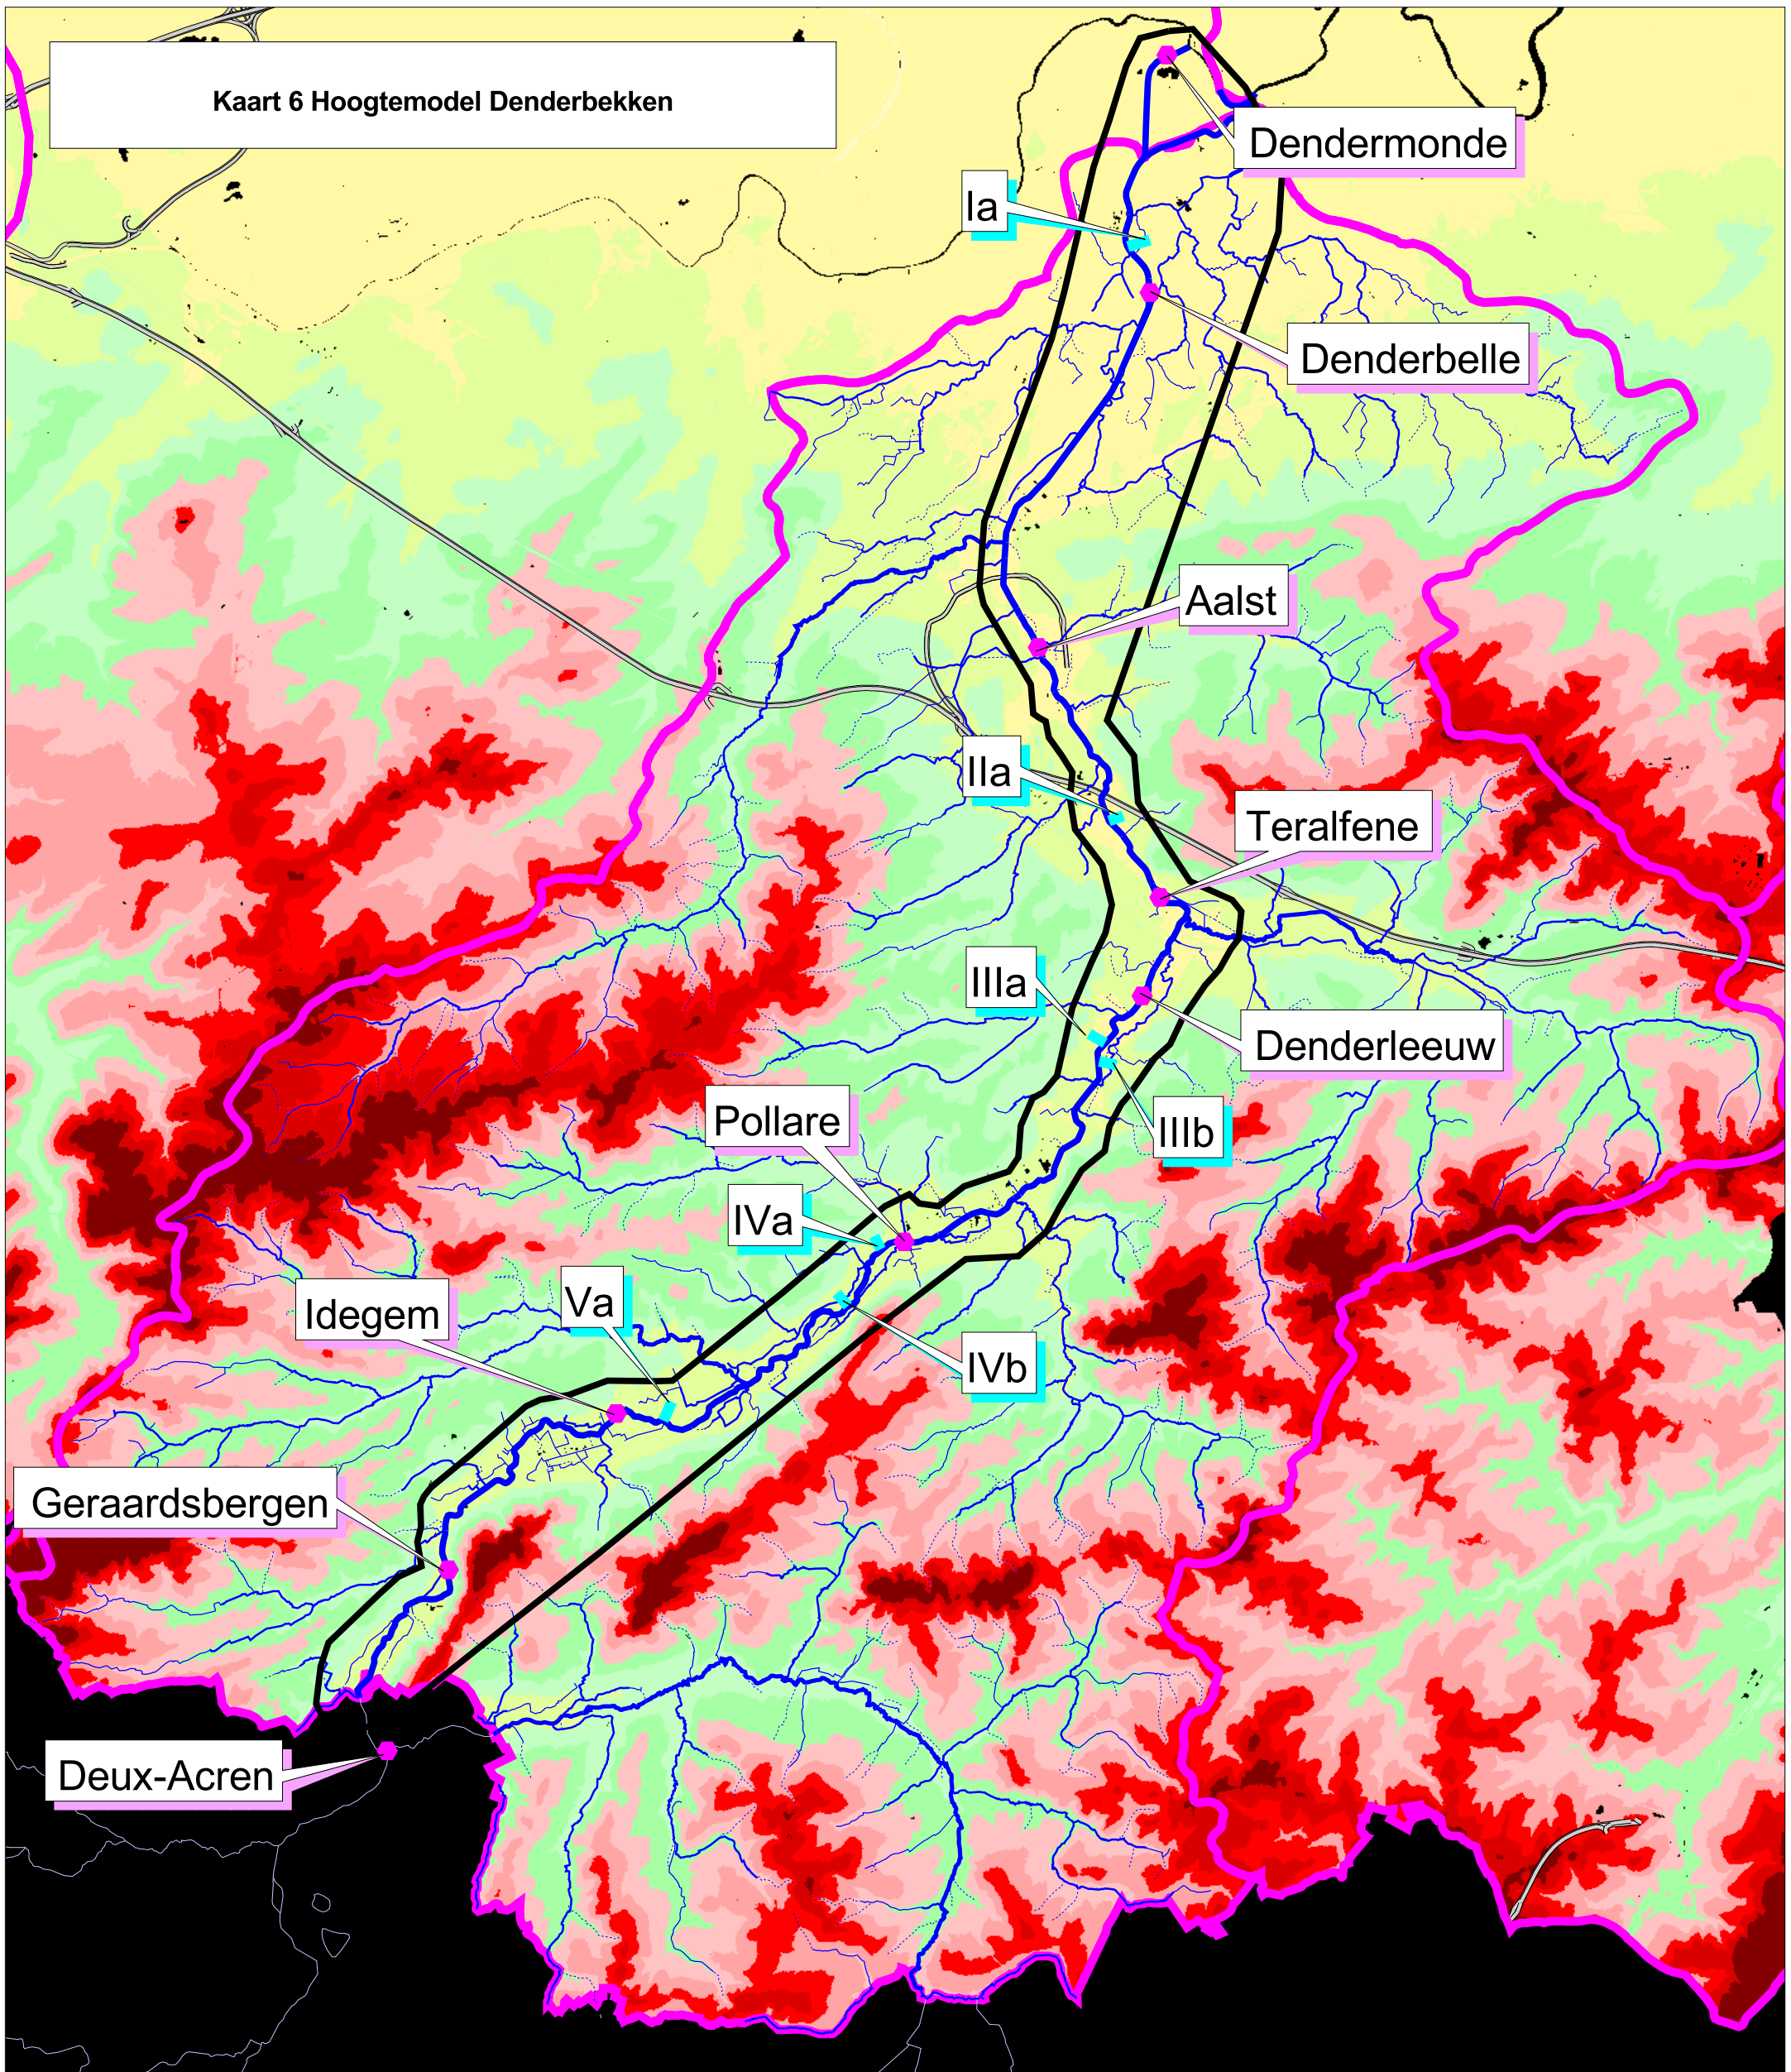 Kaart 6 Hoogtemodel Denderbekken
Dendermonde
Ia
Denderbelle
Aalst
IIa
Teralfene
IIIa
Denderleeuw
Pollare
IIIb
IVa
Idegem
Va
IVb
Geraardsbergen
Deux-Acren